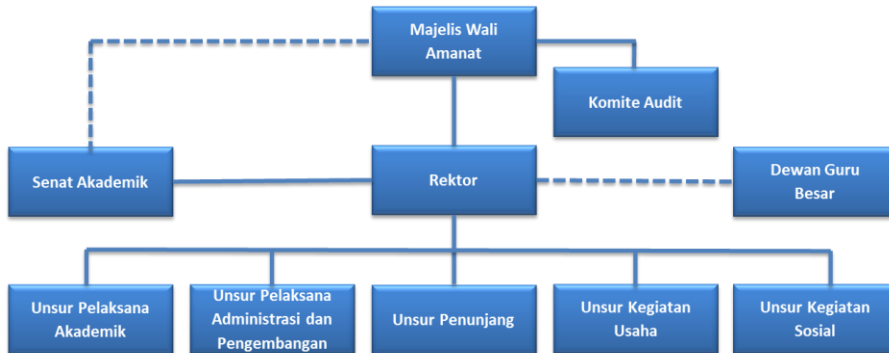 Majelis Wali
Amanat
Komite Audit
Senat Akademik
Rektor
Dewan Guru
Besar
Unsur Pelaksana
Akademik
Unsur Pelaksana
Administrasi dan
Pengembangan
Unsur Penunjang
Unsur Kegiatan
Usaha
Unsur Kegiatan
Sosial